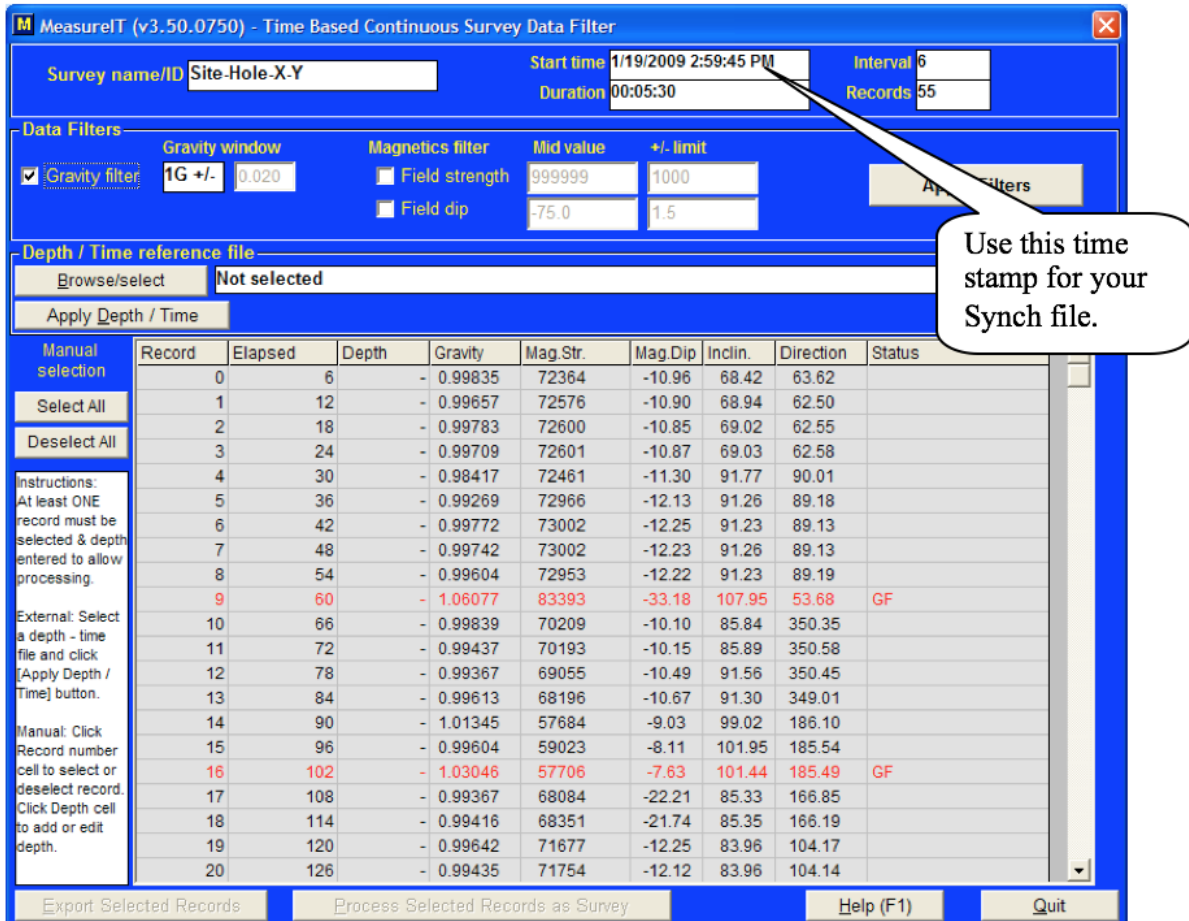 MeasureIT (v3.50.0750) - Time Based Continuous Survey Data Filter
Survey name/ID Site-Hole-X-Y
Start time 1/19/2009 2:59:45 PM Interval 6
Duration 00:05:30 Records 55
Data Filters
Gravity window Magnetics filter Mid value +/- limit
Gravity filter 1G +/- 0.020 Field strength 999999 1000
Field dip -75.0 1.5
Filters
Use this time
stamp for your
Synch file.
Depth / Time reference file
Browse/select Not selected
Apply Depth / Time
Manual
selection
Select All
Deselect All
Instructions:
At least ONE
record must be
selected & depth
entered to allow
processing.
External: Select
a depth - time
file and click
[Apply Depth /
Time] button.
Manual: Click
Record number
cell to select or
deselect record.
Click Depth cell
to add or edit
depth.
Record Elapsed Depth Gravity Mag.Str. Mag.Dip Inclin. Direction Status
0 6 - 0.99835 72364 -10.96 68.42 63.62
1 12 - 0.99657 72576 -10.90 68.94 62.50
2 18 - 0.99783 72600 -10.85 69.02 62.55
3 24 - 0.99709 72601 -10.87 69.03 62.58
4 30 - 0.98417 72461 -11.30 91.77 90.01
5 36 - 0.99269 72966 -12.13 91.26 89.18
6 42 - 0.99772 73002 -12.25 91.23 89.13
7 48 - 0.99742 73002 -12.23 91.26 89.13
8 54 - 0.99604 72953 -12.22 91.23 89.19
9 60 - 1.06077 83393 -33.18 107.95 53.68 GF
10 66 - 0.99839 70209 -10.10 85.84 350.35
11 72 - 0.99437 70193 -10.15 85.89 350.58
12 78 - 0.99367 69055 -10.49 91.56 350.45
13 84 - 0.99613 68196 -10.67 91.30 349.01
14 90 - 1.01345 57684 -9.03 99.02 186.10
15 96 - 0.99604 59023 -8.11 101.95 185.54
16 102 - 1.03046 57706 -7.63 101.44 185.49 GF
17 108 - 0.99367 68084 -22.21 85.33 166.85
18 114 - 0.99416 68351 -21.74 85.35 166.19
19 120 - 0.99642 71677 -12.25 83.96 104.17
20 126 - 0.99435 71754 -12.12 83.96 104.14
Export Selected Records Process Selected Records as Survey Help (F1) Quit